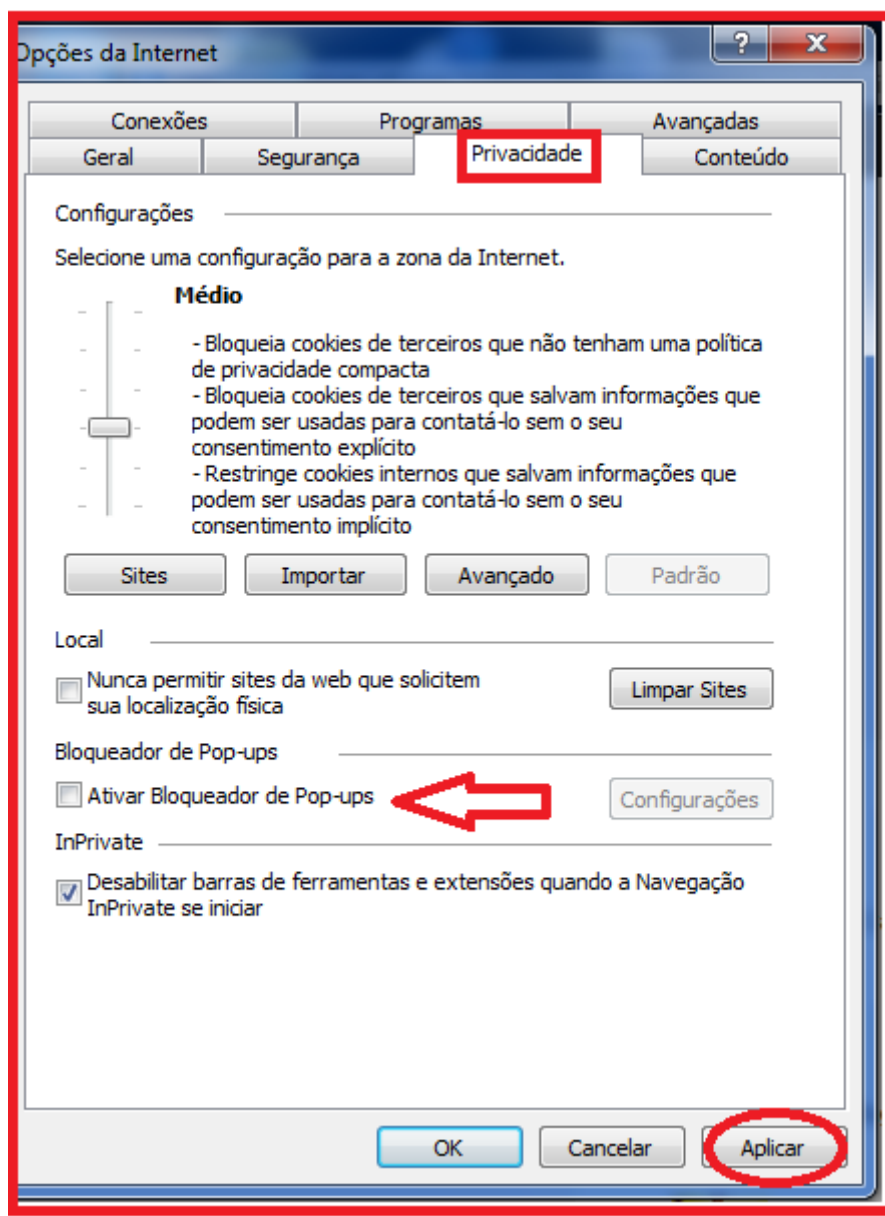 Opções da Internet
? x
Conexões Programas Avançadas
Geral Segurança Privacidade Conteúdo
Configurações
Selecione uma configuração para a zona da Internet.
Médio
- Bloqueia cookies de terceiros que não tenham uma política
de privacidade compacta
- Bloqueia cookies de terceiros que salvam informações que
podem ser usadas para contatá-lo sem o seu
consentimento explícito
- Restringe cookies internos que salvam informações que
podem ser usadas para contatá-lo sem o seu
consentimento implícito
Sites Importar Avançado Padrão
Local
Nunca permitir sites da web que solicitem
sua localização física
Limpar Sites
Bloqueador de Pop-ups
Ativar Bloqueador de Pop-ups
Configurações
InPrivate
Desabilitar barras de ferramentas e extensões quando a Navegação
InPrivate se iniciar
OK Cancelar Aplicar